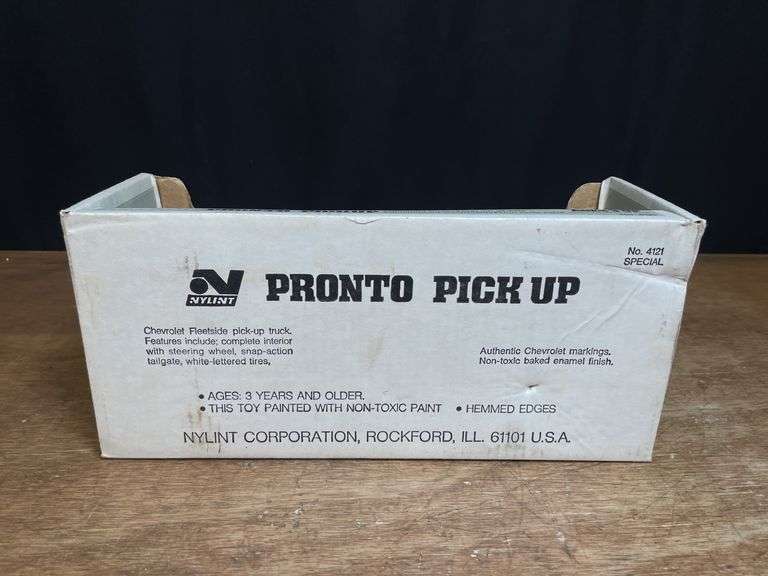 No. 4121
SPECIAL
NYLINT
PRONTO PICK UP
Chevrolet Fleetside pick-up truck.
Features include; complete interior
with steering wheel, snap-action
tailgate, white-lettered tires,
Authentic Chevrolet markings.
Non-toxic baked enamel finish.
• AGES: 3 YEARS AND OLDER.
• THIS TOY PAINTED WITH NON-TOXIC PAINT • HEMMED EDGES
NYLINT CORPORATION, ROCKFORD, ILL. 61101 U.S.A.